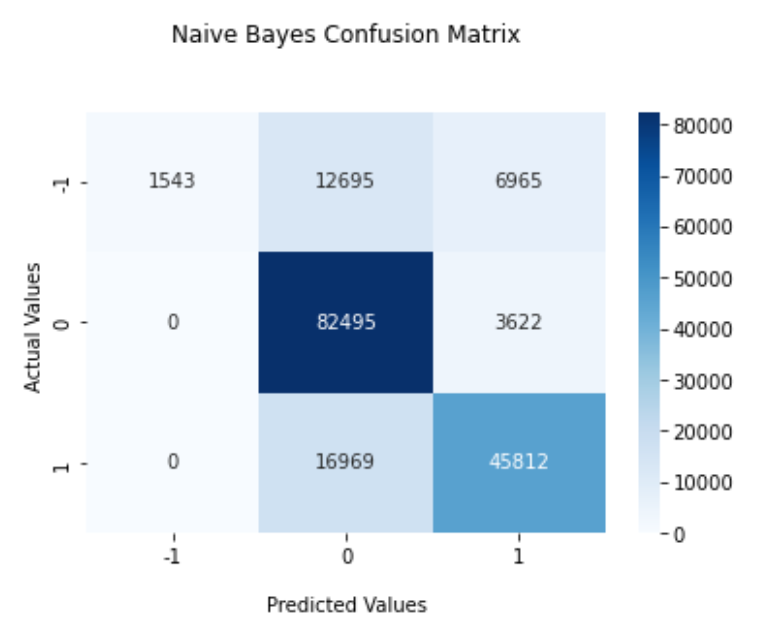 Naive Bayes Confusion Matrix
80000
-1 1543 12695 6965
70000
60000
50000
Actual Values
0 0 82495 3622
40000
30000
20000
1 0 16969 45812
10000
0
-1 0 1
Predicted Values